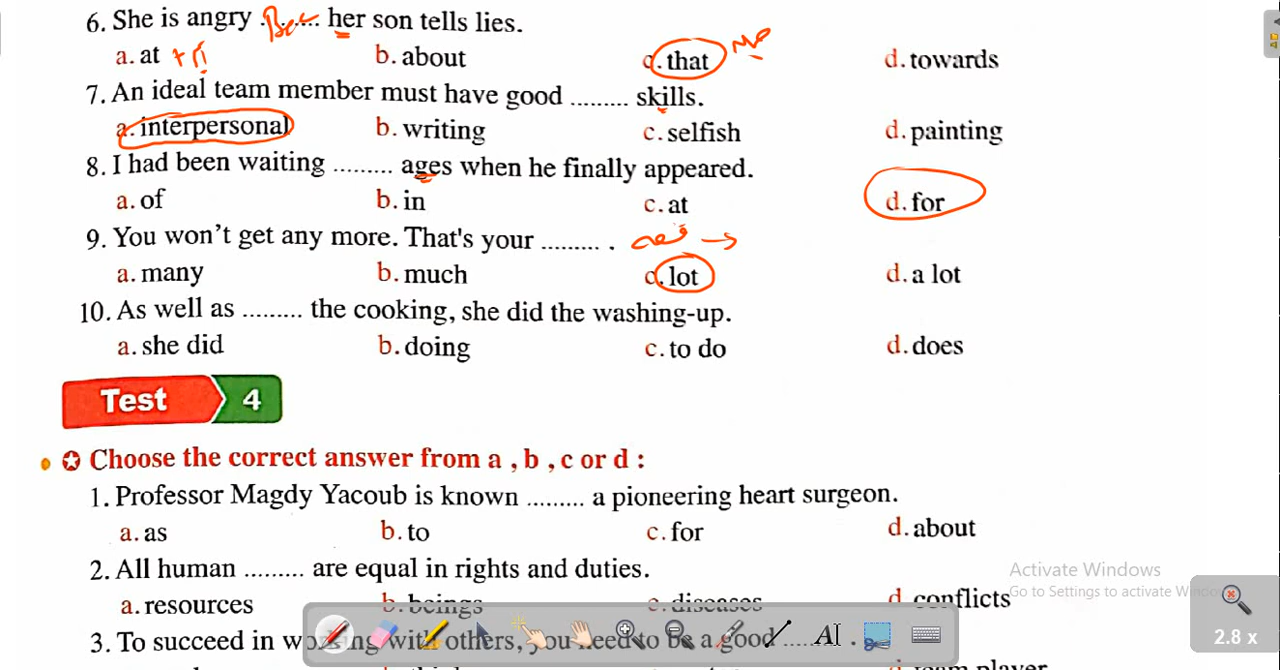 6. She is angry ......... her son tells lies.
a. at b. about c. that d. towards
7. An ideal team member must have good ......... skills.
a. interpersonal b. writing c. selfish d. painting
8. I had been waiting ......... ages when he finally appeared.
a. of b. in c. at d. for
9. You won't get any more. That's your ......... .
a. many b. much c. lot d. a lot
10. As well as ......... the cooking, she did the washing-up.
a. she did b. doing c. to do d. does
Test 4
Choose the correct answer from a , b , c or d :
1. Professor Magdy Yacoub is known ......... a pioneering heart surgeon.
a. as b. to c. for d. about
2. All human ......... are equal in rights and duties.
a. resources b. beings c. diseases d. conflicts
Activate Windows
Go to Settings to activate Windows
3. To succeed in working with others, you need to be a good ......... .
AI
2.8 x
d. team player